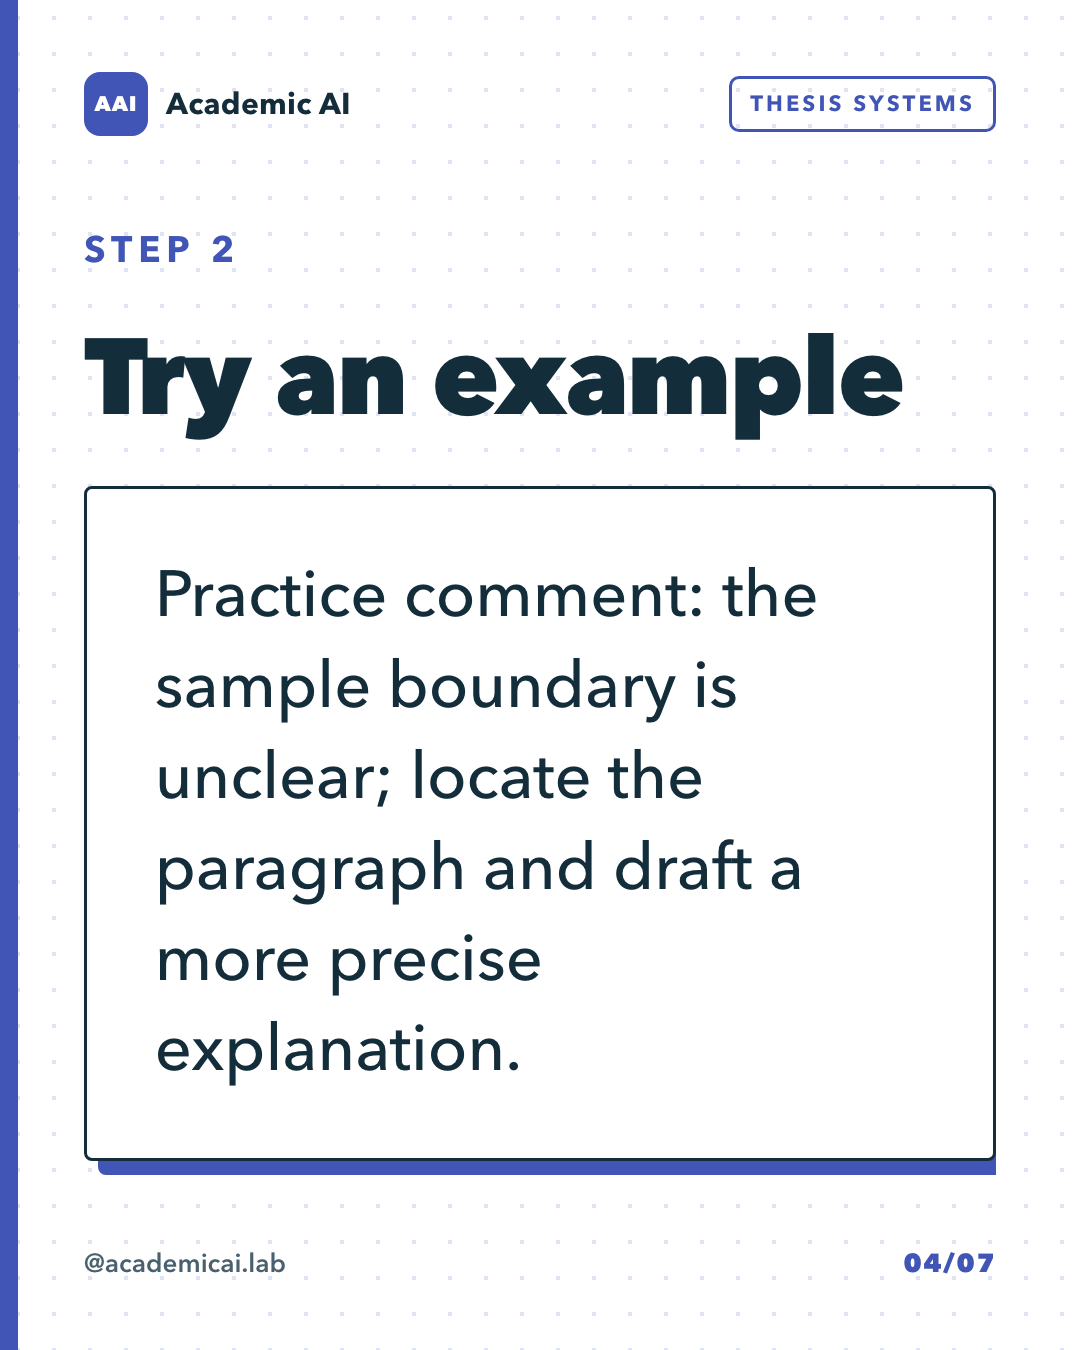 AAI
Academic AI
THESIS SYSTEMS
STEP 2
Try an example
Practice comment: the
sample boundary is
unclear; locate the
paragraph and draft a
more precise
explanation.
@academicai.lab
04/07